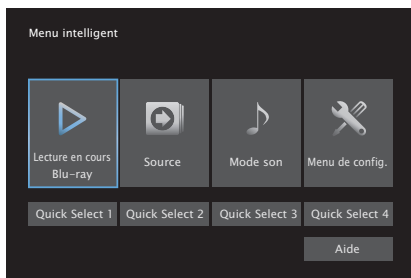 Menu intelligent
Lecture en cours
Blu-ray
Source
Mode son
Menu de config.
Quick Select 1
Quick Select 2
Quick Select 3
Quick Select 4
Aide